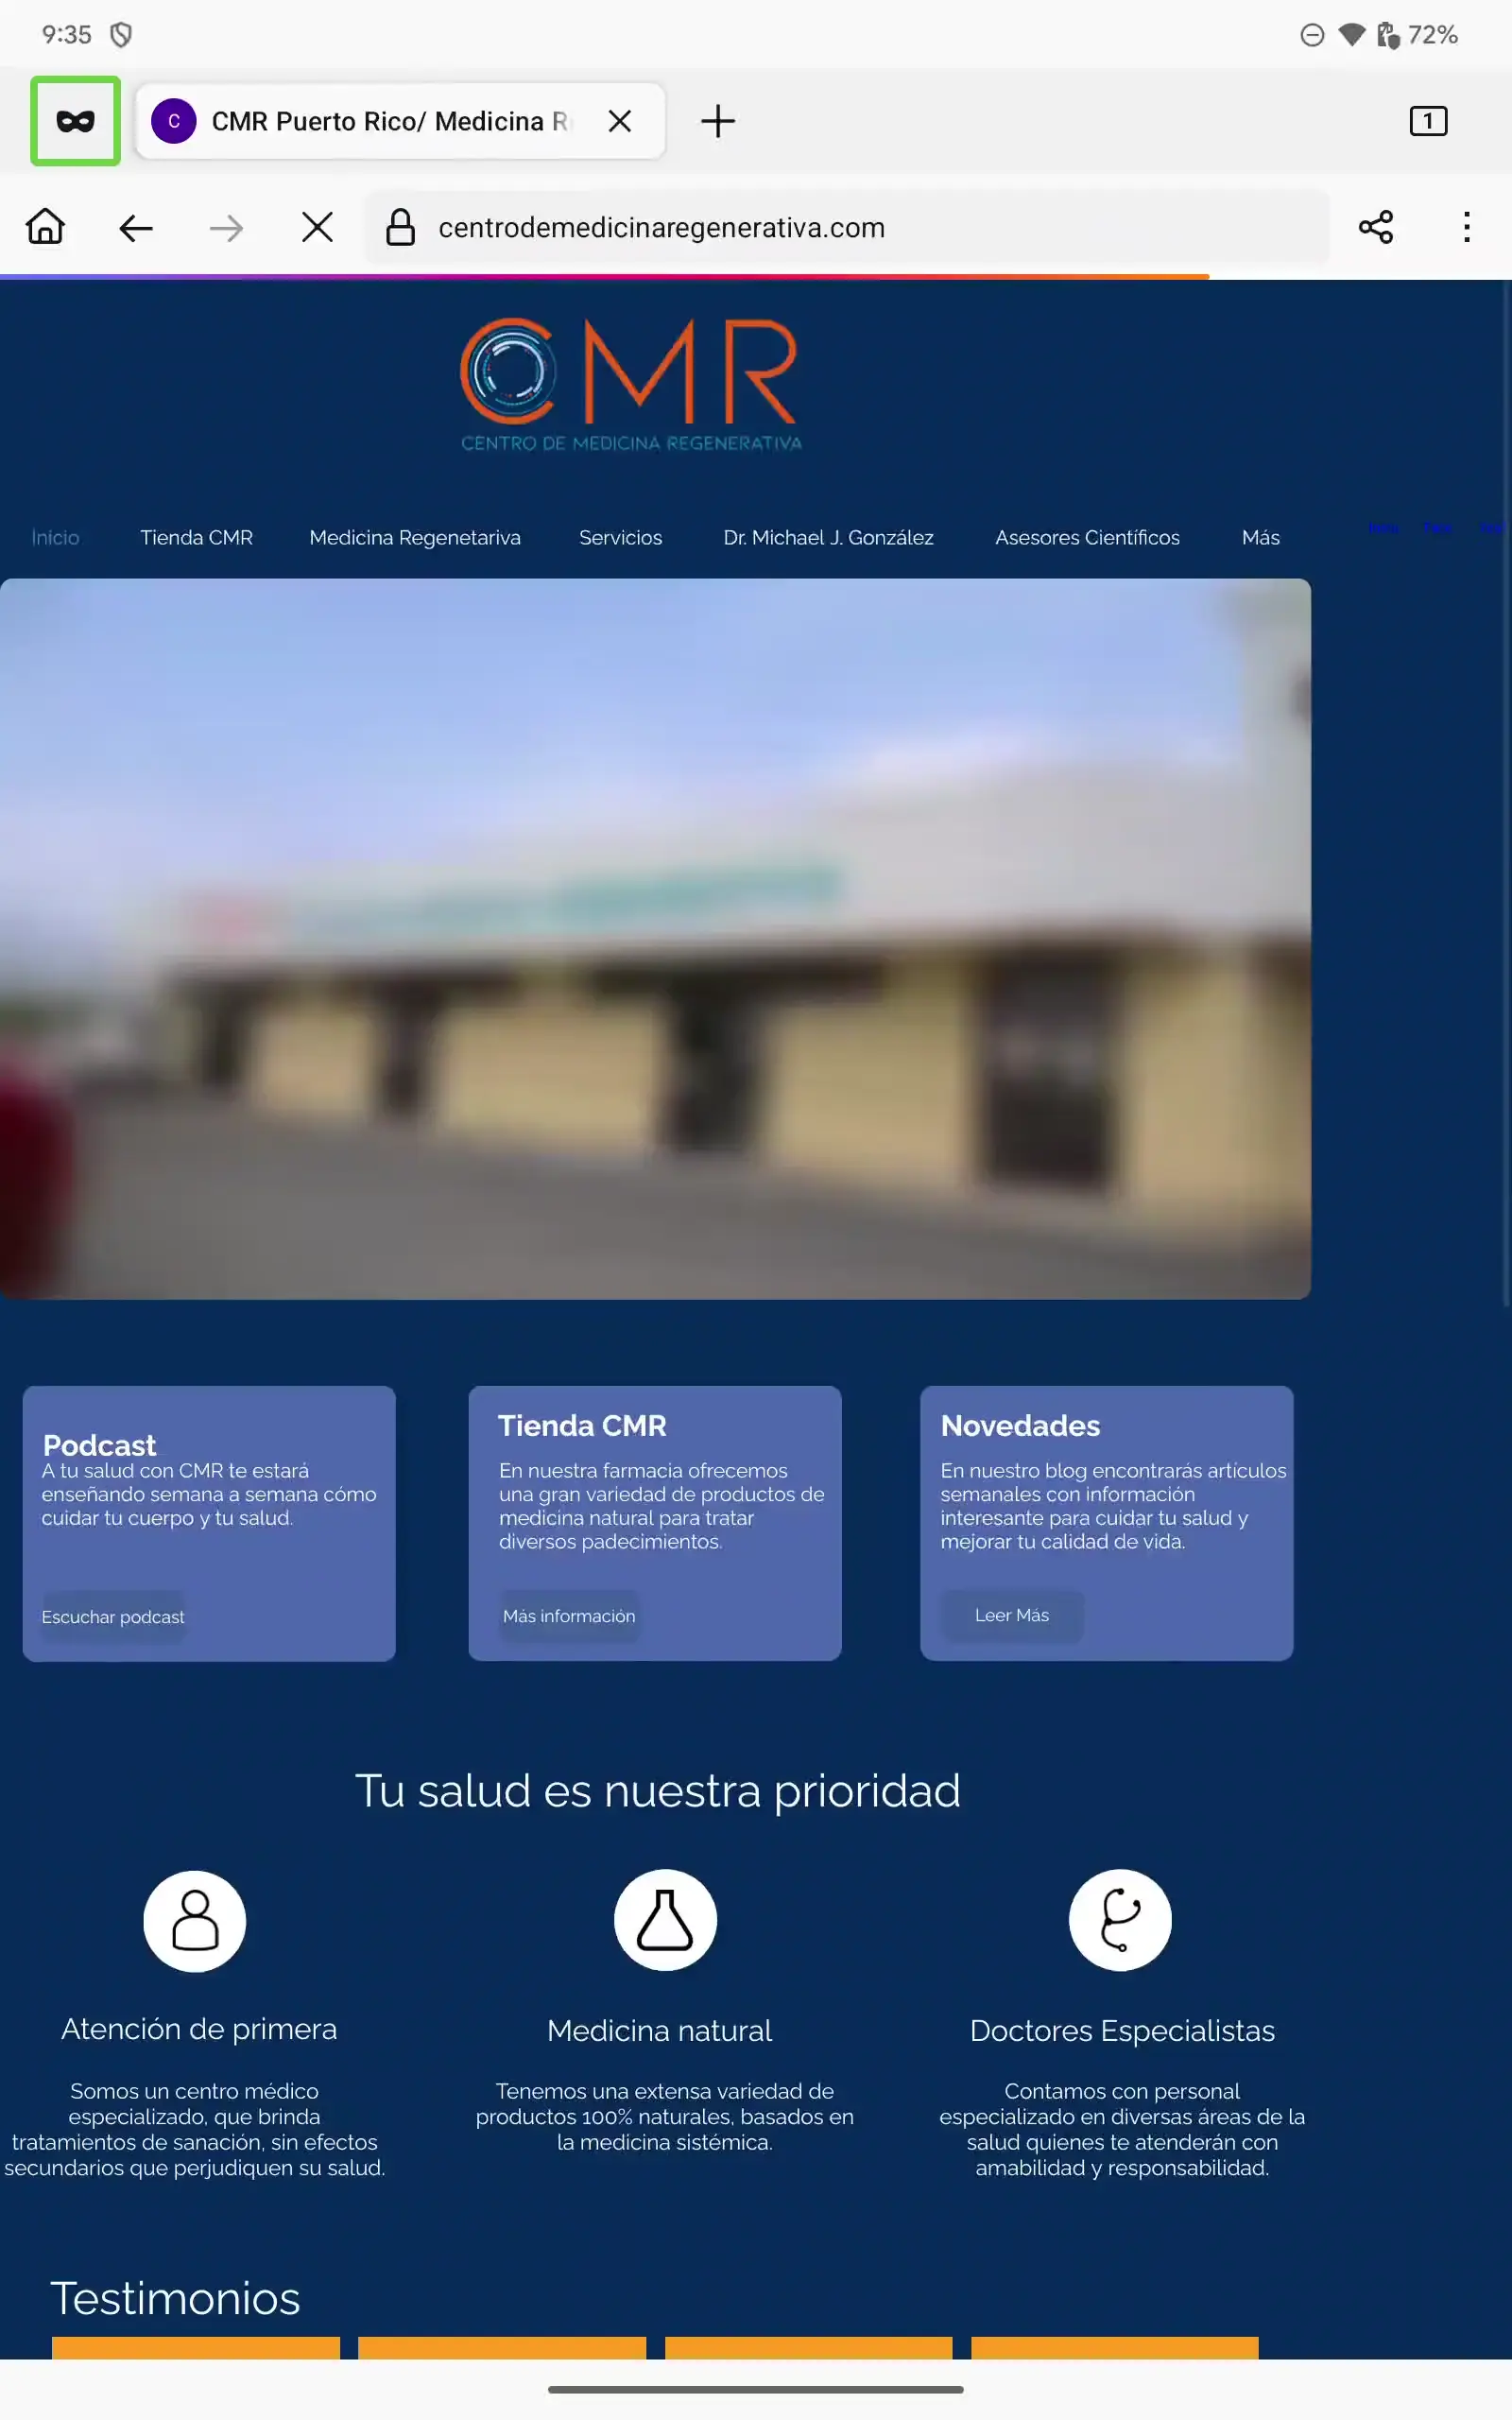 9:35
72%
C
CMR Puerto Rico/ Medicina R
1
centrodemedicinaregenerativa.com
CMR
CENTRO DE MEDICINA REGENERATIVA
Inicio
Tienda CMR
Medicina Regenetariva
Servicios
Dr. Michael J. González
Asesores Científicos
Más
Podcast
A tu salud con CMR te estará
enseñando semana a semana cómo
cuidar tu cuerpo y tu salud.
Escuchar podcast
Tienda CMR
En nuestra farmacia ofrecemos
una gran variedad de productos de
medicina natural para tratar
diversos padecimientos.
Más información
Novedades
En nuestro blog encontrarás artículos
semanales con información
interesante para cuidar tu salud y
mejorar tu calidad de vida.
Leer Más
Tu salud es nuestra prioridad
Atención de primera
Somos un centro médico
especializado, que brinda
tratamientos de sanación, sin efectos
secundarios que perjudiquen su salud.
Medicina natural
Tenemos una extensa variedad de
productos 100% naturales, basados en
la medicina sistémica.
Doctores Especialistas
Contamos con personal
especializado en diversas áreas de la
salud quienes te atenderán con
amabilidad y responsabilidad.
Testimonios